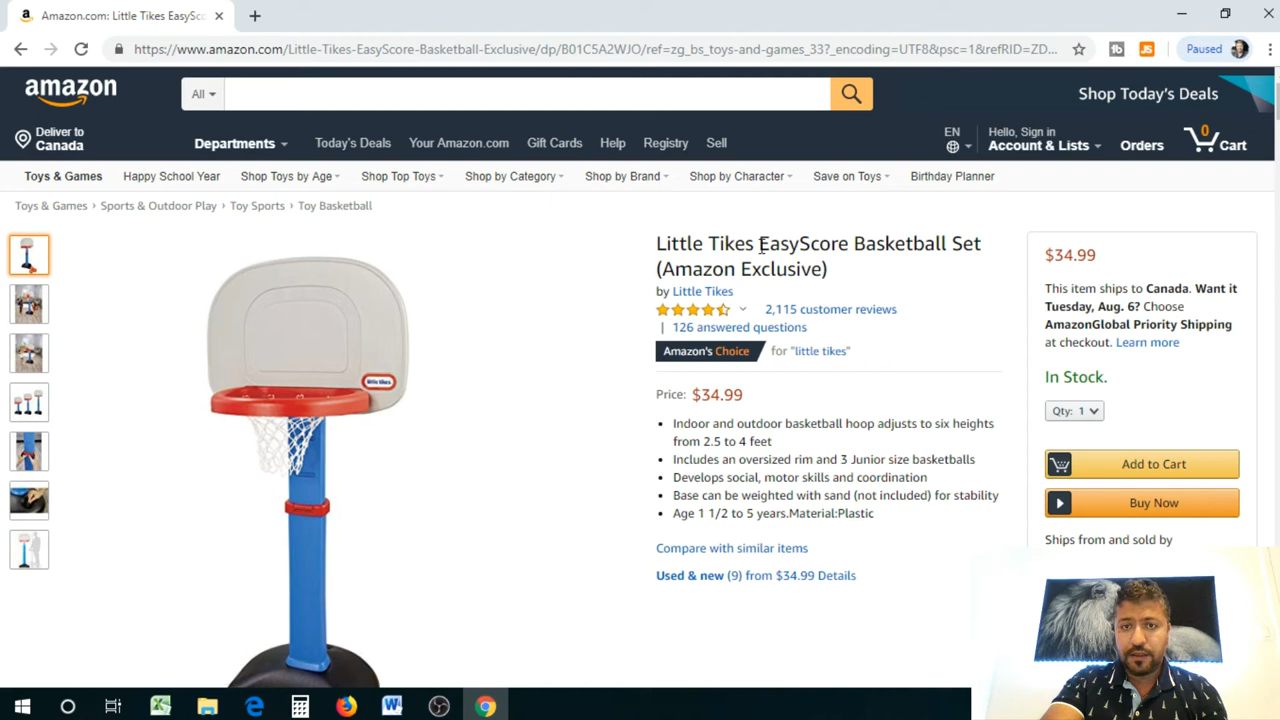 Amazon.com: Little Tikes EasySco
https://www.amazon.com/Little-Tikes-EasyScore-Basketball-Exclusive/dp/B01C5A2WJO/ref=zg_bs_toys-and-games_33?_encoding=UTF8&psc=1&refRID=ZD...
Paused
amazon
All
Shop Today's Deals
Deliver to
Canada
Departments
Today's Deals
Your Amazon.com
Gift Cards
Help
Registry
Sell
EN
Hello, Sign in
Account & Lists
Orders
0
Cart
Toys & Games
Happy School Year
Shop Toys by Age
Shop Top Toys
Shop by Category
Shop by Brand
Shop by Character
Save on Toys
Birthday Planner
Toys & Games › Sports & Outdoor Play › Toy Sports › Toy Basketball
little tikes
Little Tikes EasyScore Basketball Set
(Amazon Exclusive)
by Little Tikes
2,115 customer reviews
| 126 answered questions
Amazon's Choice for "little tikes"
Price: $34.99
• Indoor and outdoor basketball hoop adjusts to six heights
from 2.5 to 4 feet
• Includes an oversized rim and 3 Junior size basketballs
• Develops social, motor skills and coordination
• Base can be weighted with sand (not included) for stability
• Age 1 1/2 to 5 years.Material:Plastic
Compare with similar items
Used & new (9) from $34.99 Details
$34.99
This item ships to Canada. Want it
Tuesday, Aug. 6? Choose
AmazonGlobal Priority Shipping
at checkout. Learn more
In Stock.
Qty: 1
Add to Cart
Buy Now
Ships from and sold by